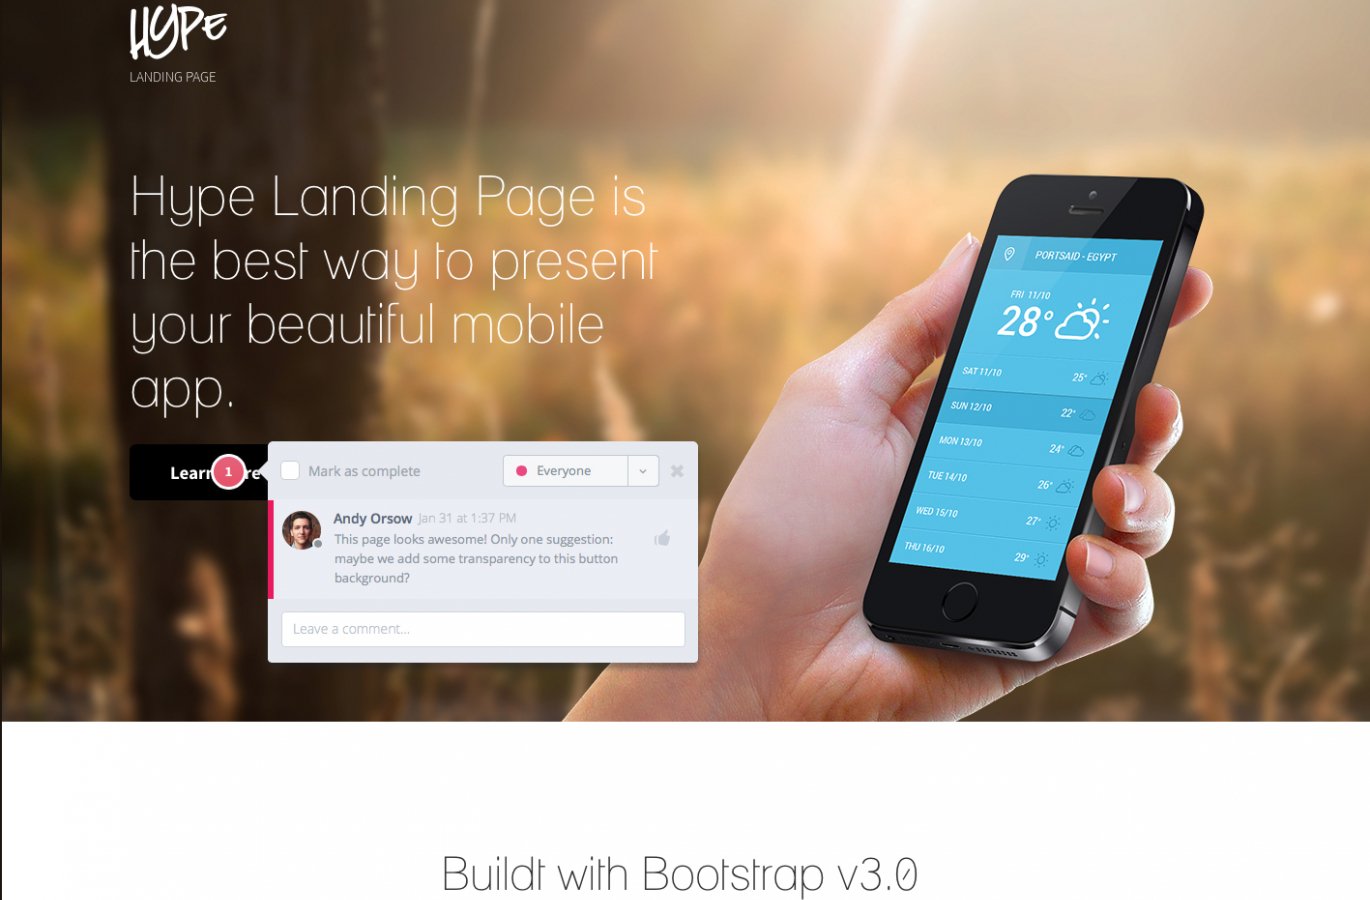 Hype
LANDING PAGE
Hype Landing Page is
the best way to present
your beautiful mobile
app.
Learn re
1
Mark as complete
Everyone
Andy Orsow Jan 31 at 1:37 PM
This page looks awesome! Only one suggestion:
maybe we add some transparency to this button
background?
Leave a comment...
PORTSAID - EGYPT
FRI 11/10
28°
SAT 11/10 25°
SUN 12/10 22°
MON 13/10 24°
TUE 14/10 26°
WED 15/10 27°
THU 16/10 29°
Buildt with Bootstrap v3.0